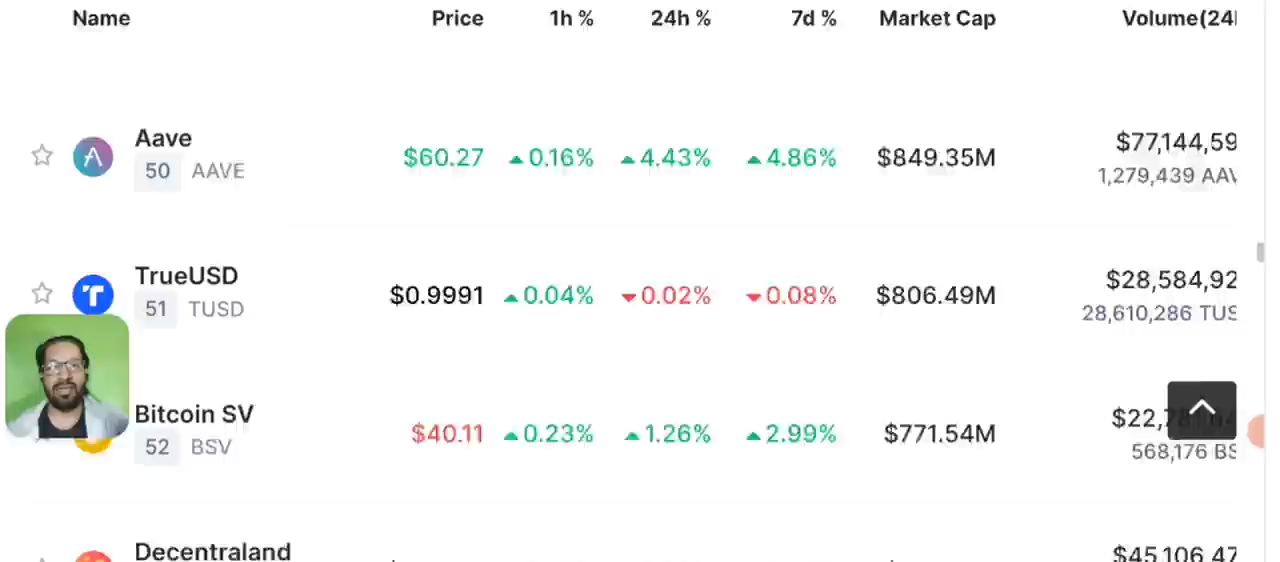 Name Price 1h % 24h % 7d % Market Cap Volume(24
Aave
50 AAVE $60.27 0.16% 4.43% 4.86% $849.35M $77,144,59
1,279,439 AAV
TrueUSD
51 TUSD $0.9991 0.04% 0.02% 0.08% $806.49M $28,584,92
28,610,286 TUS
Bitcoin SV
52 BSV $40.11 0.23% 1.26% 2.99% $771.54M $22,
568,176 BS
Decentraland $45,106,47